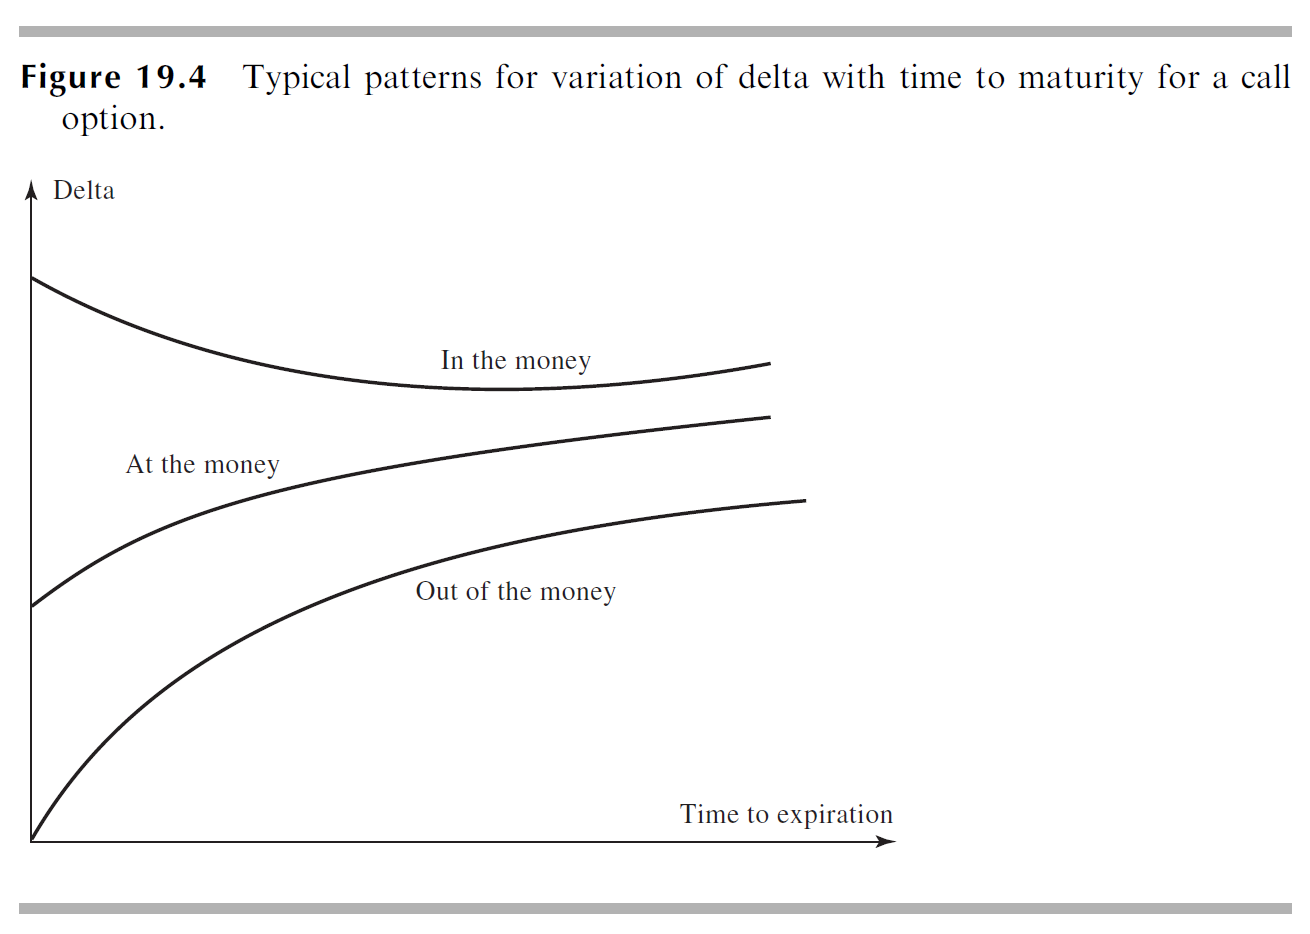 Figure 19.4 Typical patterns for variation of delta with time to maturity for a call
option.
Delta
In the money
At the money
Out of the money
Time to expiration